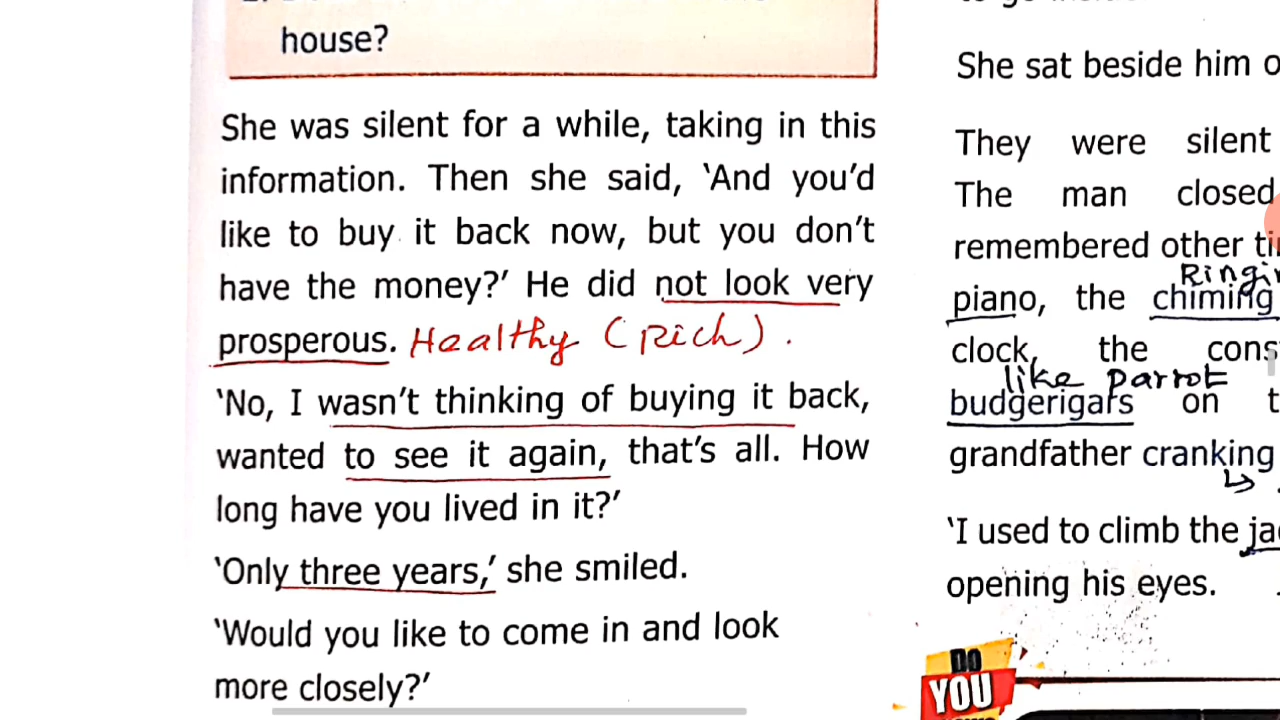 house?
She was silent for a while, taking in this
information. Then she said, ‘And you’d
like to buy it back now, but you don’t
have the money?’ He did not look very
prosperous. Healthy (Rich).
‘No, I wasn’t thinking of buying it back,
wanted to see it again, that’s all. How
long have you lived in it?’
‘Only three years,’ she smiled.
‘Would you like to come in and look
more closely?’
She sat beside him
They were silent
The man closed
remembered other
piano, the chiming
clock, the
like parrot
budgerigars on
grandfather cranking
‘I used to climb the
opening his eyes.
DO
YOU